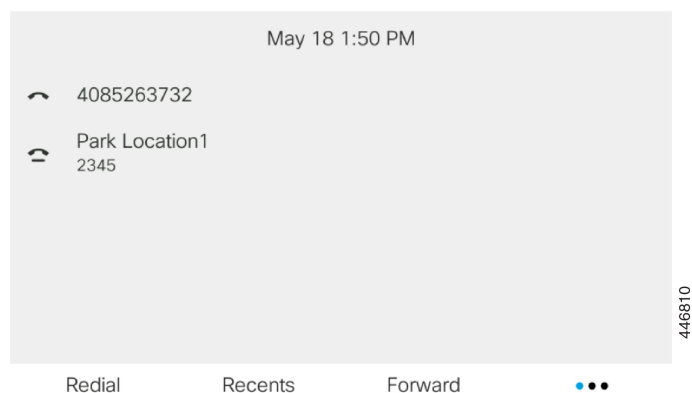 May 18 1:50 PM
4085263732
Park Location1
2345
446810
Redial Recents Forward